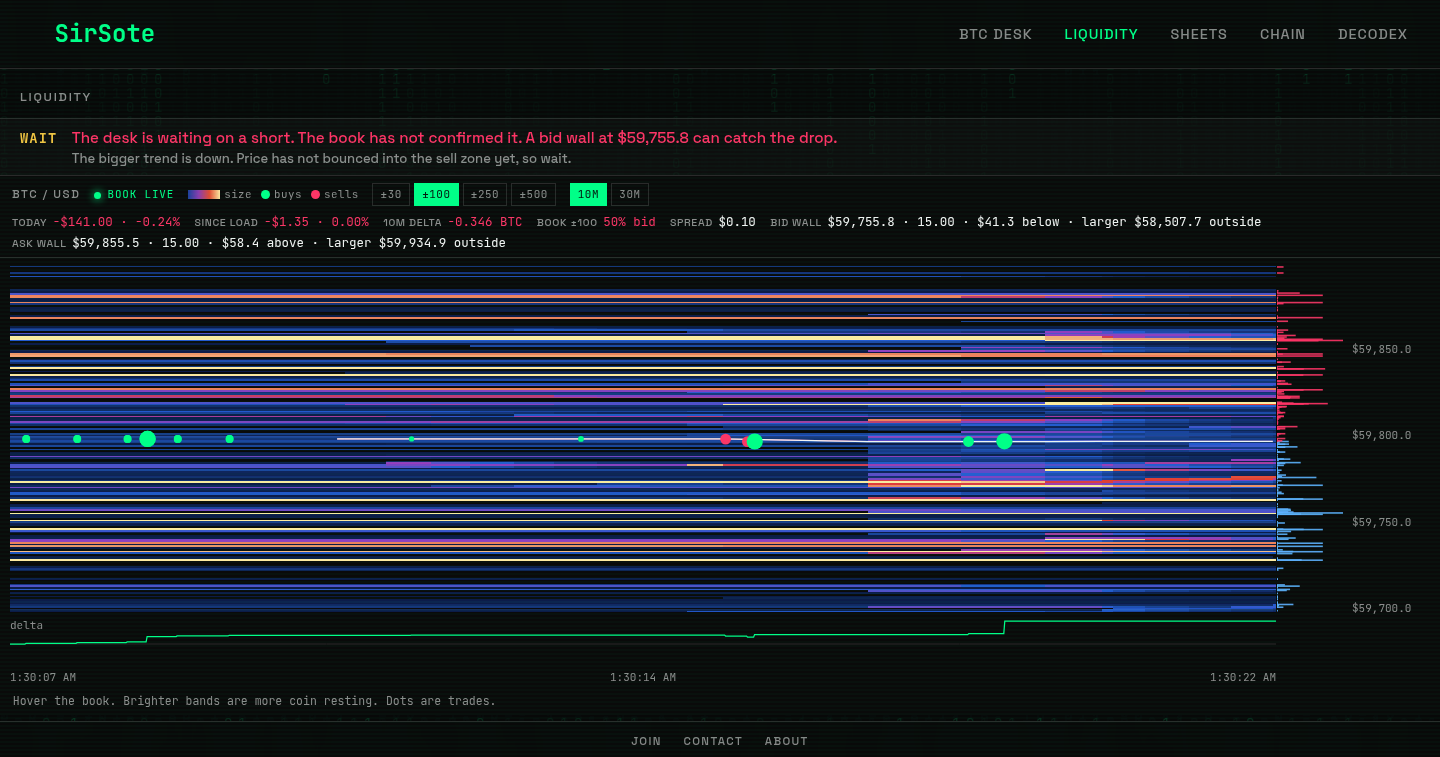 SirSote
BTC DESK LIQUIDITY SHEETS CHAIN DECODEX
LIQUIDITY
WAIT The desk is waiting on a short. The book has not confirmed it. A bid wall at $59,755.8 can catch the drop.
The bigger trend is down. Price has not bounced into the sell zone yet, so wait.
BTC / USD BOOK LIVE size buys sells ±30 ±100 ±250 ±500 10M 30M
TODAY -$141.00 · -0.24% SINCE LOAD -$1.35 · 0.00% 10M DELTA -0.346 BTC BOOK ±100 50% bid SPREAD $0.10 BID WALL $59,755.8 · 15.00 · $41.3 below · larger $58,507.7 outside
ASK WALL $59,855.5 · 15.00 · $58.4 above · larger $59,934.9 outside
$59,850.0
$59,800.0
$59,750.0
$59,700.0
delta
1:30:07 AM 1:30:14 AM 1:30:22 AM
Hover the book. Brighter bands are more coin resting. Dots are trades.
JOIN CONTACT ABOUT